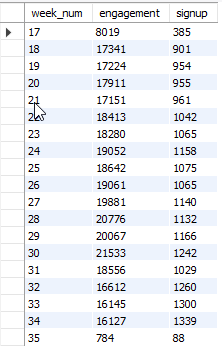 week_num engagement signup
17 8019 385
18 17341 901
19 17224 954
20 17911 955
21 17151 961
22 18413 1042
23 18280 1065
24 19052 1158
25 18642 1075
26 19061 1065
27 19881 1140
28 20776 1132
29 20067 1166
30 21533 1242
31 18556 1029
32 16612 1260
33 16145 1300
34 16127 1339
35 784 88